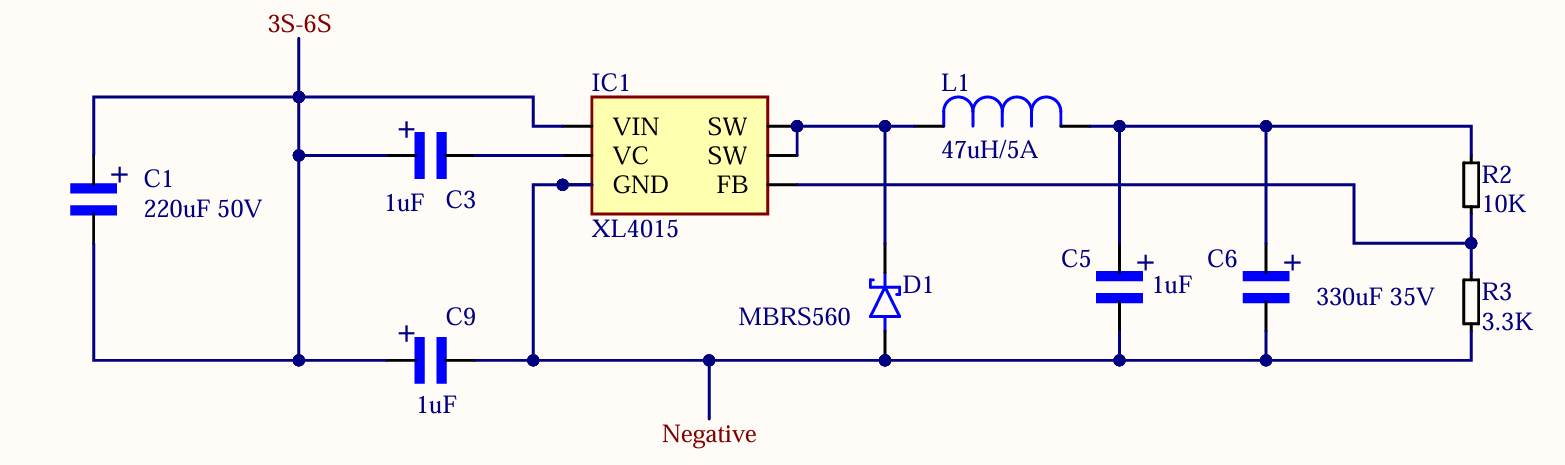 3S-6S
IC1
L1
VIN SW
VC SW
GND FB
XL4015
47uH/5A
+
C1
220uF 50V
+
1uF C3
R2
10K
C5
+
1uF
C6
+
330uF 35V
R3
3.3K
D1
MBRS560
C9
+
1uF
Negative